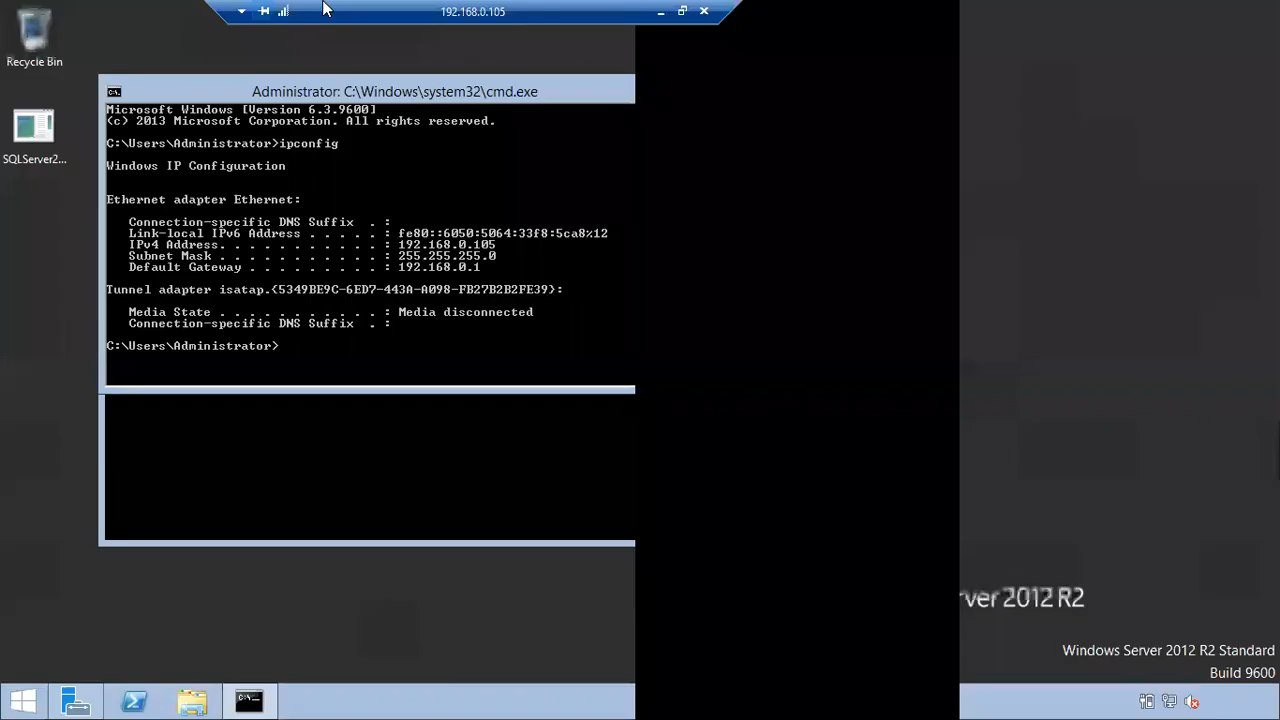 192.168.0.105
Recycle Bin
SQLServer2...
Administrator: C:\Windows\system32\cmd.exe
Microsoft Windows [Version 6.3.9600]
(c) 2013 Microsoft Corporation. All rights reserved.
C:\Users\Administrator>ipconfig
Windows IP Configuration
Ethernet adapter Ethernet:
Connection-specific DNS Suffix  . :
Link-local IPv6 Address . . . . . : fe80::6050:5064:33f8:5ca8%12
IPv4 Address. . . . . . . . . . . : 192.168.0.105
Subnet Mask . . . . . . . . . . . : 255.255.255.0
Default Gateway . . . . . . . . . : 192.168.0.1
Tunnel adapter isatap.{5349BE9C-6ED7-443A-A098-FB27B2B2FE39}:
Media State . . . . . . . . . . . : Media disconnected
Connection-specific DNS Suffix  . :
C:\Users\Administrator>
ver 2012 R2
Windows Server 2012 R2 Standard
Build 9600